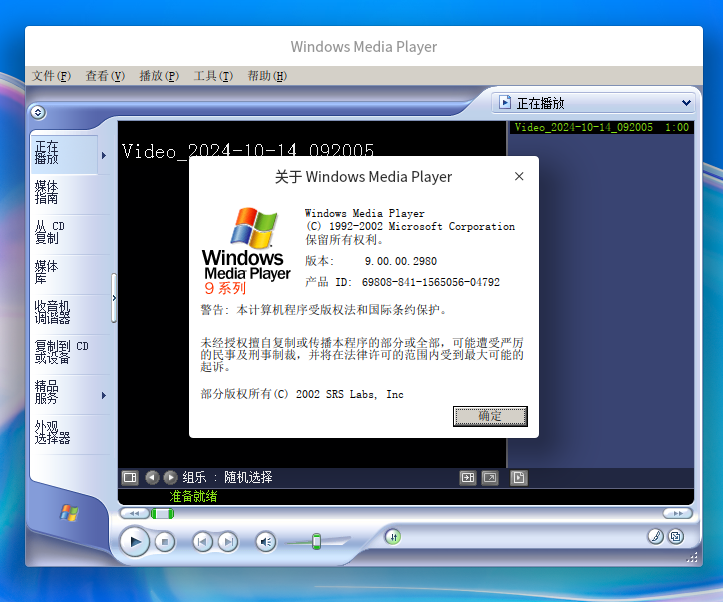 Windows Media Player
文件(F) 查看(V) 播放(P) 工具(T) 帮助(H)
正在播放
正在
播放
媒体
指南
从 CD
复制
媒体
库
收音机
调谐器
复制到 CD
或设备
精品
服务
外观
选择器
Video_2024-10-14_092005
Video_2024-10-14_092005 1:00
关于 Windows Media Player
Windows
Media Player
9 系列
Windows Media Player
(C) 1992-2002 Microsoft Corporation
保留所有权利。
版本: 9.00.00.2980
产品 ID: 69808-841-1565056-04792
警告: 本计算机程序受版权法和国际条约保护。
未经授权擅自复制或传播本程序的部分或全部，可能遭受严厉
的民事及刑事制裁，并将在法律许可的范围内受到最大可能的
起诉。
部分版权所有(C) 2002 SRS Labs, Inc
确定
组乐 : 随机选择
准备就绪